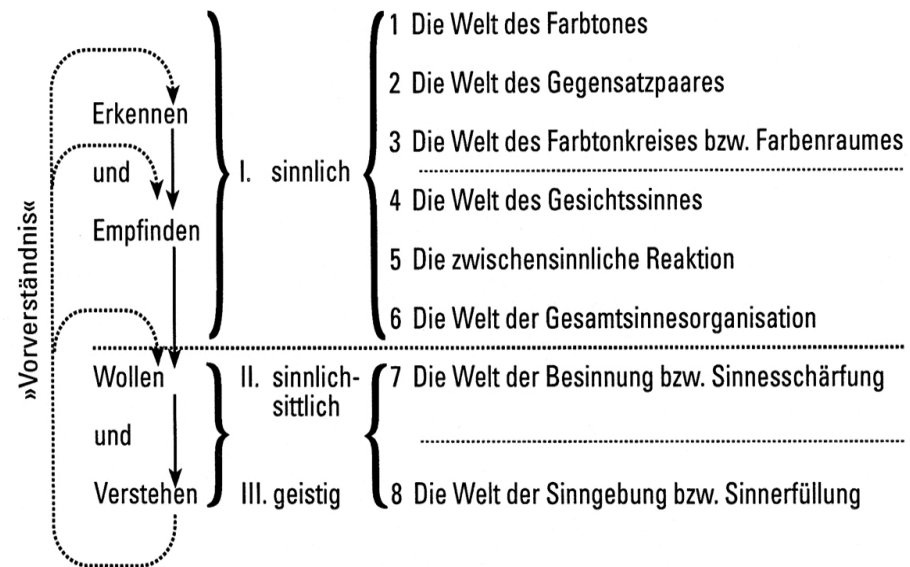 »Vorverständnis«
Erkennen
und
Empfinden
Wollen
und
Verstehen
I. sinnlich
II. sinnlich-
sittlich
III. geistig
1 Die Welt des Farbtones
2 Die Welt des Gegensatzpaares
3 Die Welt des Farbtonkreises bzw. Farbenraumes
4 Die Welt des Gesichtssinnes
5 Die zwischensinnliche Reaktion
6 Die Welt der Gesamtsinnesorganisation
7 Die Welt der Besinnung bzw. Sinnesschärfung
8 Die Welt der Sinngebung bzw. Sinnerfüllung